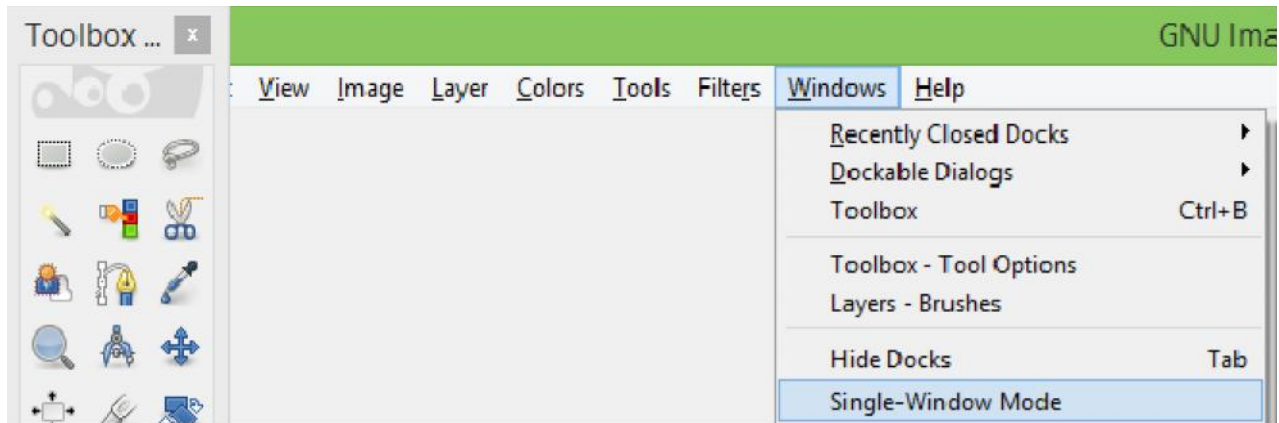 Toolbox ... x
GNU Ima
View Image Layer Colors Tools Filters Windows Help
Recently Closed Docks
Dockable Dialogs
Toolbox Ctrl+B
Toolbox - Tool Options
Layers - Brushes
Hide Docks Tab
Single-Window Mode